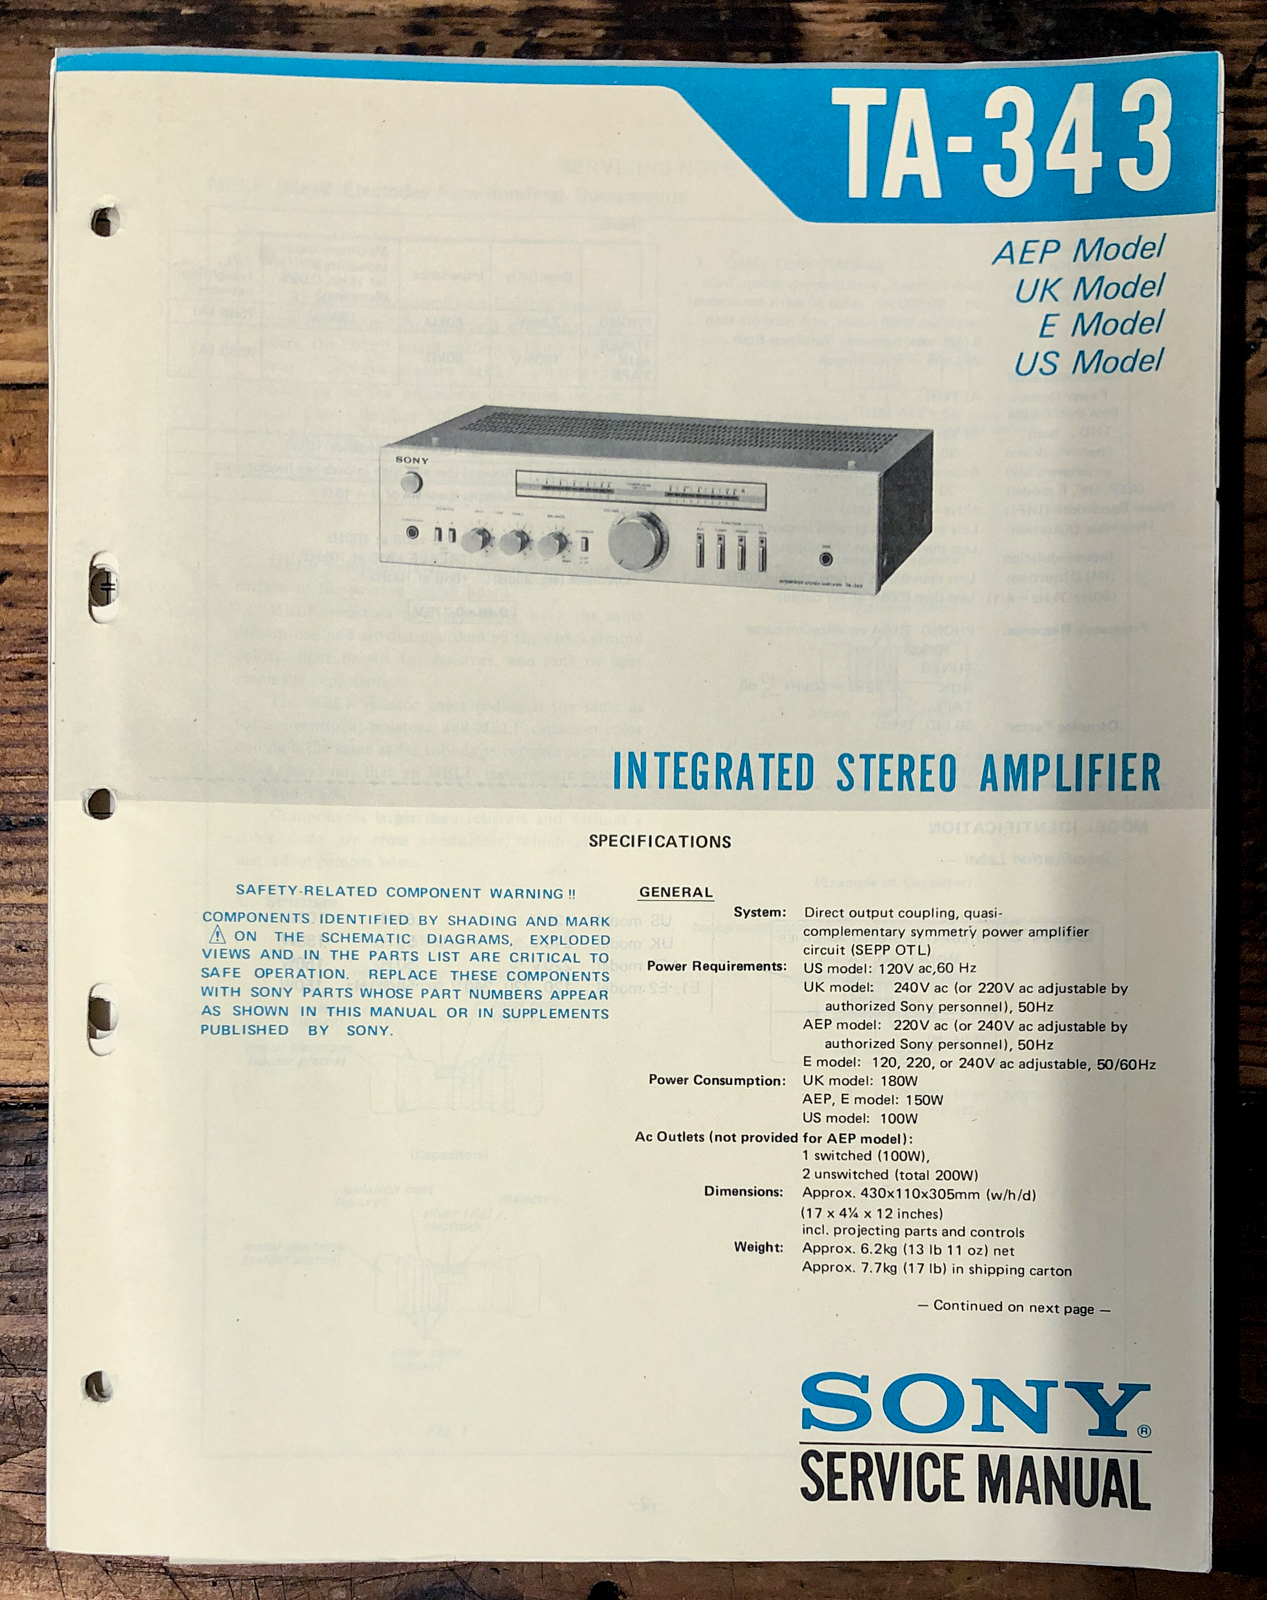 TA-343
AEP Model
UK Model
E Model
US Model
SONY
INTEGRATED STEREO AMPLIFIER TA-343
INTEGRATED STEREO AMPLIFIER
SPECIFICATIONS
SAFETY-RELATED COMPONENT WARNING !!
COMPONENTS IDENTIFIED BY SHADING AND MARK
⚠ ON THE SCHEMATIC DIAGRAMS, EXPLODED
VIEWS AND IN THE PARTS LIST ARE CRITICAL TO
SAFE OPERATION. REPLACE THESE COMPONENTS
WITH SONY PARTS WHOSE PART NUMBERS APPEAR
AS SHOWN IN THIS MANUAL OR IN SUPPLEMENTS
PUBLISHED BY SONY.
GENERAL
System: Direct output coupling, quasi-
complementary symmetry power amplifier
circuit (SEPP OTL)
Power Requirements: US model: 120V ac,60 Hz
UK model: 240V ac (or 220V ac adjustable by
authorized Sony personnel), 50Hz
AEP model: 220V ac (or 240V ac adjustable by
authorized Sony personnel), 50Hz
E model: 120, 220, or 240V ac adjustable, 50/60Hz
Power Consumption: UK model: 180W
AEP, E model: 150W
US model: 100W
Ac Outlets (not provided for AEP model):
1 switched (100W),
2 unswitched (total 200W)
Dimensions: Approx. 430x110x305mm (w/h/d)
(17 x 4¼ x 12 inches)
incl. projecting parts and controls
Weight: Approx. 6.2kg (13 lb 11 oz) net
Approx. 7.7kg (17 lb) in shipping carton
— Continued on next page —
SONY®
SERVICE MANUAL